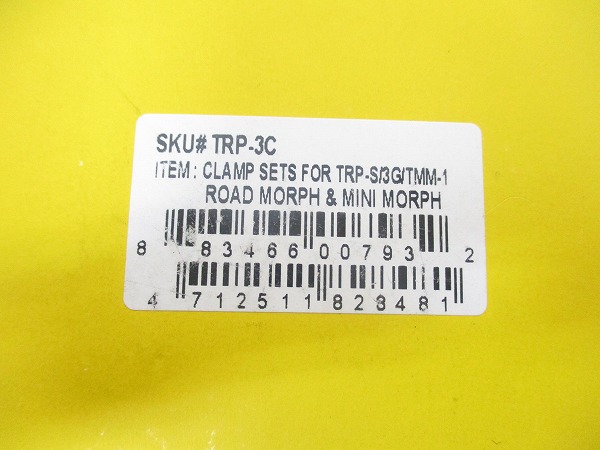 SKU# TRP-3C
ITEM : CLAMP SETS FOR TRP-S/3G/TMM-1
ROAD MORPH & MINI MORPH
8 83466 00793 2
4 712511 823481